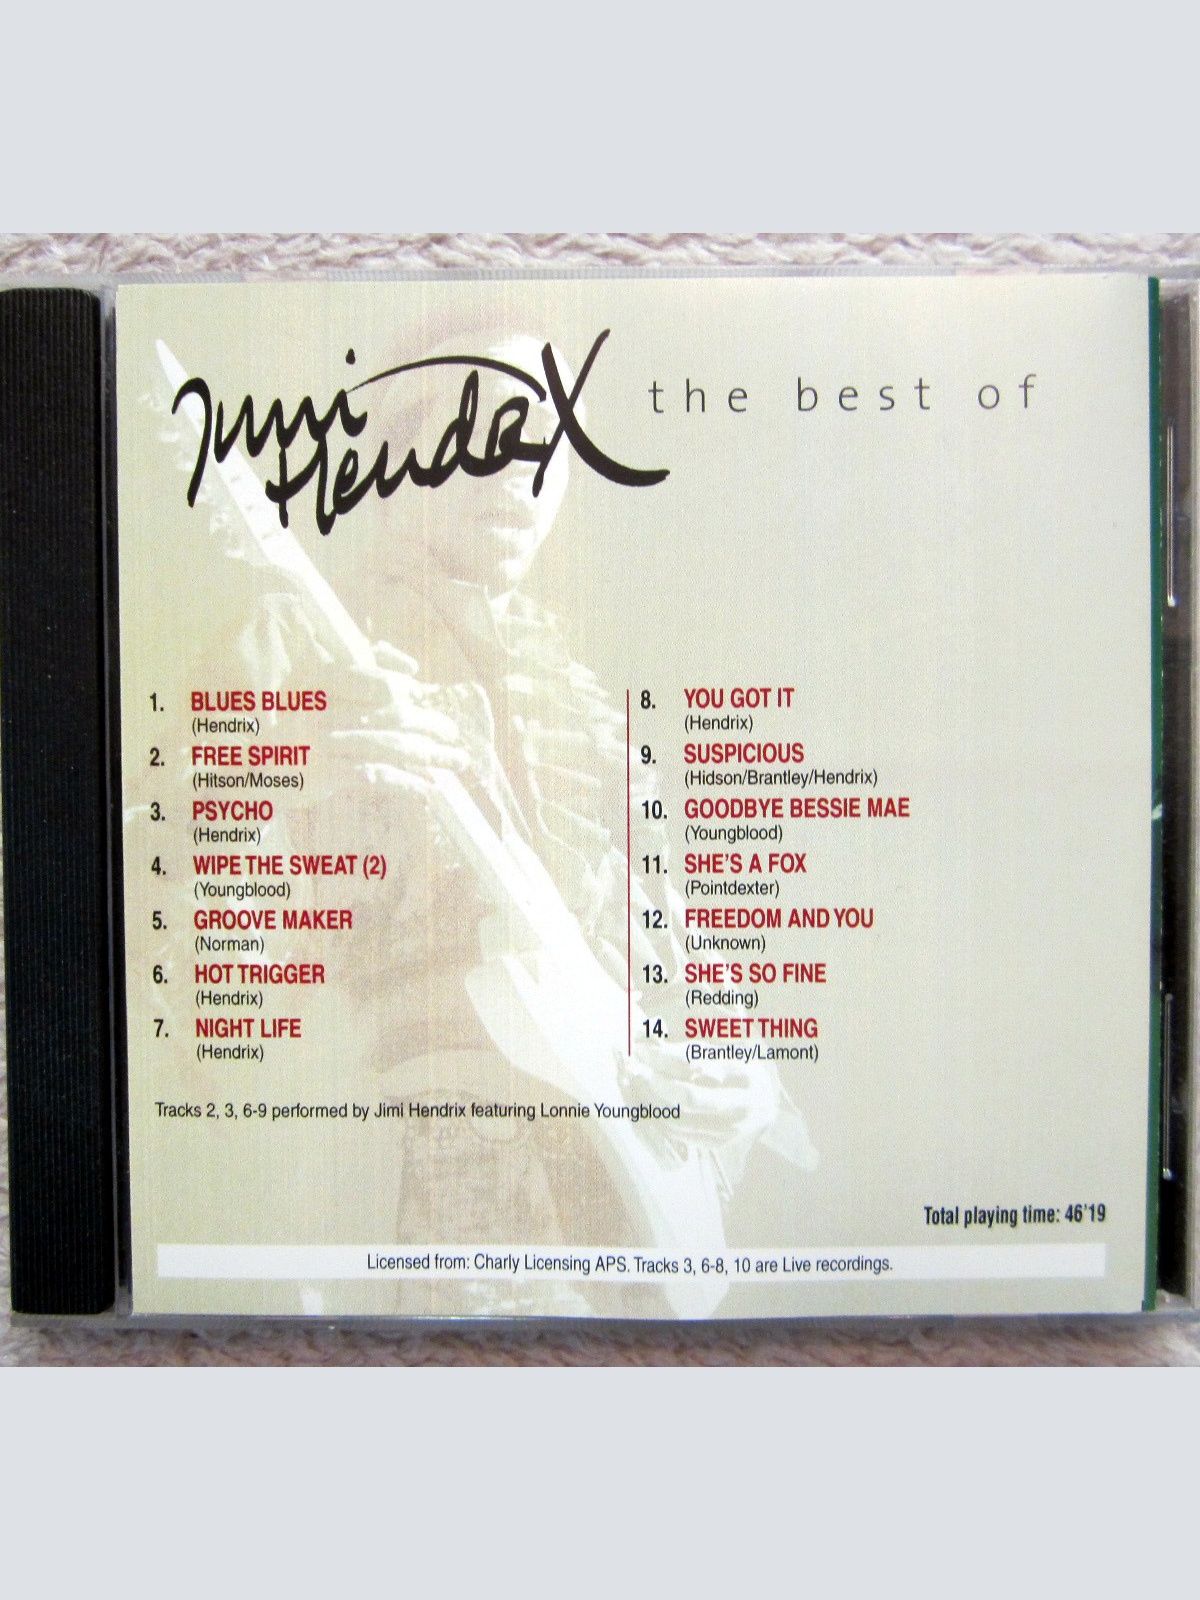 Jimi Hendrix the best of
1. BLUES BLUES
(Hendrix)
2. FREE SPIRIT
(Hitson/Moses)
3. PSYCHO
(Hendrix)
4. WIPE THE SWEAT (2)
(Youngblood)
5. GROOVE MAKER
(Norman)
6. HOT TRIGGER
(Hendrix)
7. NIGHT LIFE
(Hendrix)
8. YOU GOT IT
(Hendrix)
9. SUSPICIOUS
(Hidson/Brantley/Hendrix)
10. GOODBYE BESSIE MAE
(Youngblood)
11. SHE'S A FOX
(Pointdexter)
12. FREEDOM AND YOU
(Unknown)
13. SHE'S SO FINE
(Redding)
14. SWEET THING
(Brantley/Lamont)
Tracks 2, 3, 6-9 performed by Jimi Hendrix featuring Lonnie Youngblood
Total playing time: 46'19
Licensed from: Charly Licensing APS. Tracks 3, 6-8, 10 are Live recordings.